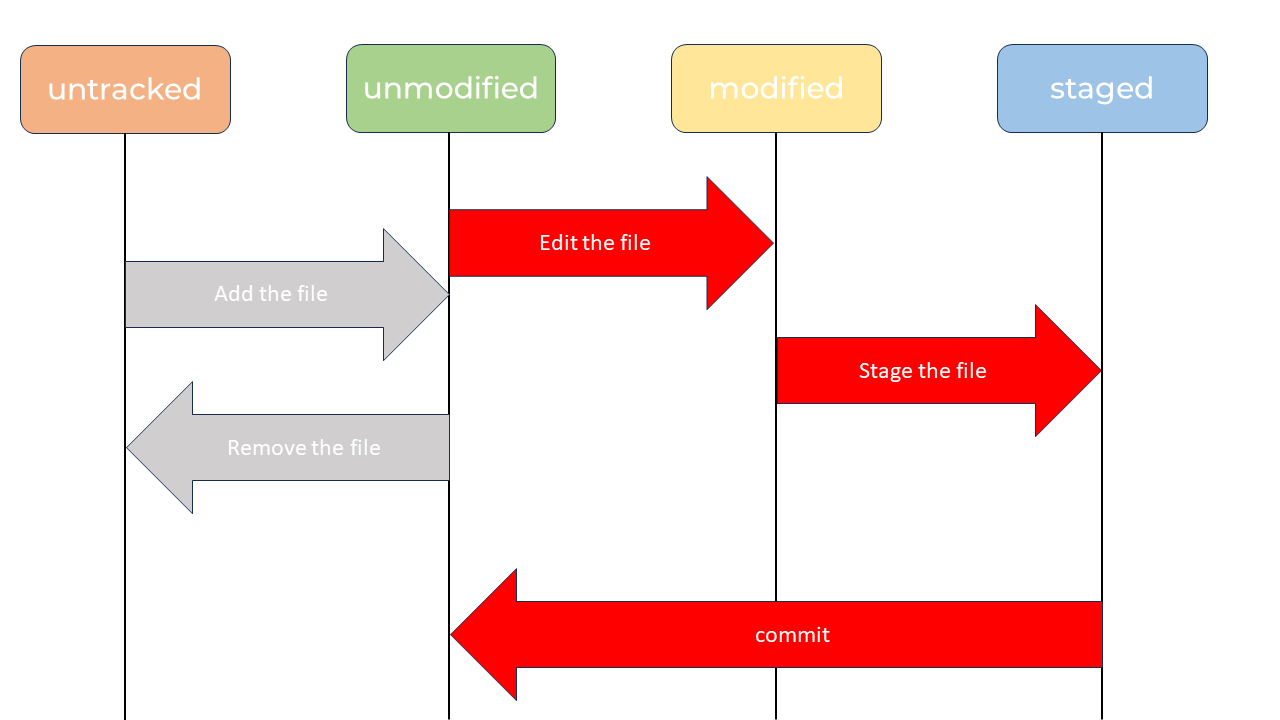 untracked
unmodified
modified
staged
Edit the file
Add the file
Stage the file
Remove the file
commit